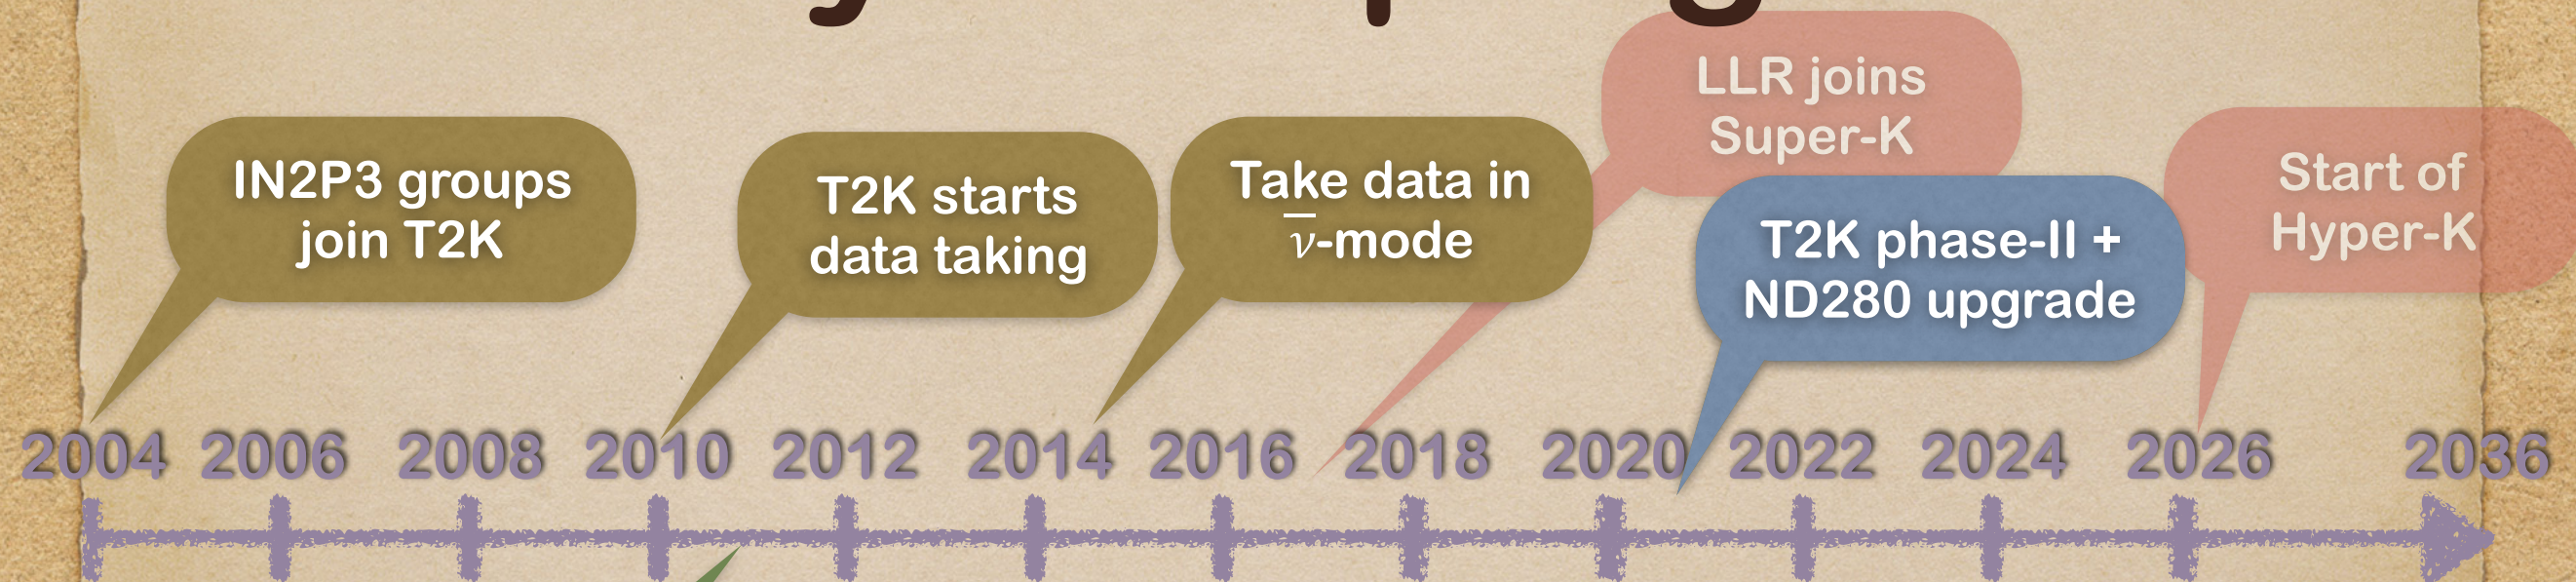 LLR joins
Super-K
IN2P3 groups
join T2K
T2K starts
data taking
Take data in
ν̅-mode
T2K phase-II +
ND280 upgrade
Start of
Hyper-K
2004 2006 2008 2010 2012 2014 2016 2018 2020 2022 2024 2026 2036